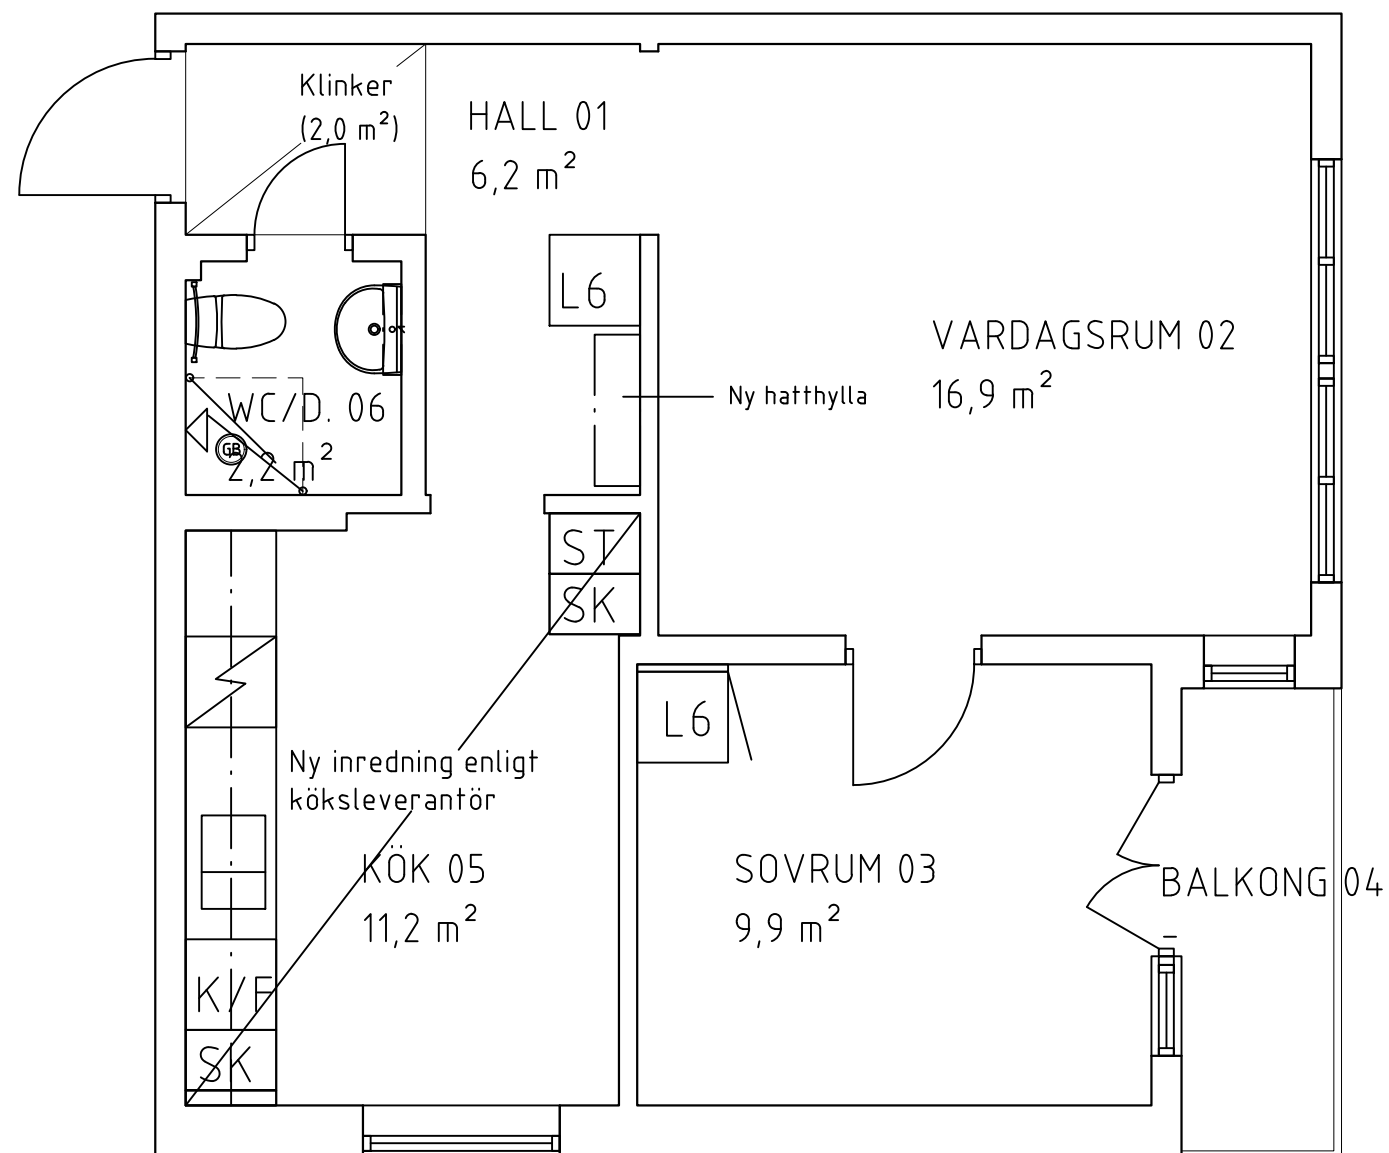 Klinker
(2,0 m²)
HALL 01
6,2 m²
L6
VARDAGSRUM 02
16,9 m²
Ny hatthylla
WC/D. 06
GB
2,2 m²
ST
SK
L6
Ny inredning enligt
köksleverantör
KÖK 05
11,2 m²
SOVRUM 03
9,9 m²
BALKONG 04
-
K/F
SK